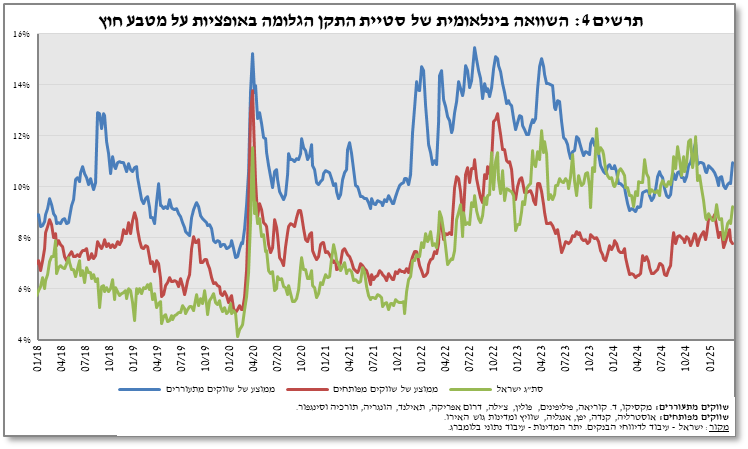 תרשים 4: השוואה בינלאומית של סטיית התקן הגלומה באופציות על מטבע חוץ
16%
14%
12%
10%
8%
6%
4%
01/18 04/18 07/18 10/18 01/19 04/19 07/19 10/19 01/20 04/20 07/20 10/20 01/21 04/21 07/21 10/21 01/22 04/22 07/22 10/22 01/23 04/23 07/23 10/23 01/24 04/24 07/24 10/24 01/25
ממוצע של שווקים מתעוררים ממוצע של שווקים מפותחים סת״ג ישראל
שווקים מתעוררים: מקסיקו, ד. קוריאה, פיליפינים, פולין, צ׳ילה, דרום אפריקה, תאילנד, הונגריה, תורכיה וסינגפור.
שווקים מפותחים: אוסטרליה, קנדה, יפן, אנגליה, שוויץ ומדינות גוש האירו.
מקור: ישראל - עיבוד לדיווחי הבנקים. יתר המדינות - עיבוד נתוני בלומברג.